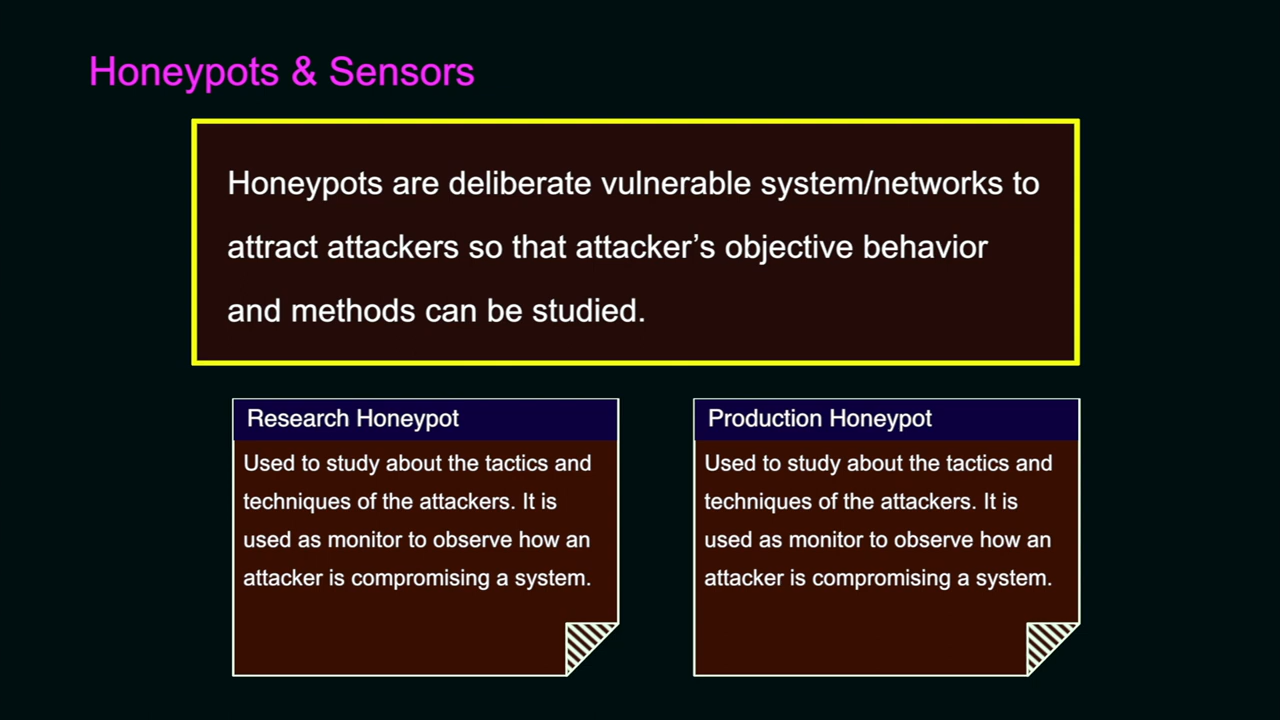 Honeypots & Sensors
Honeypots are deliberate vulnerable system/networks to
attract attackers so that attacker’s objective behavior
and methods can be studied.
Research Honeypot
Used to study about the tactics and
techniques of the attackers. It is
used as monitor to observe how an
attacker is compromising a system.
Production Honeypot
Used to study about the tactics and
techniques of the attackers. It is
used as monitor to observe how an
attacker is compromising a system.